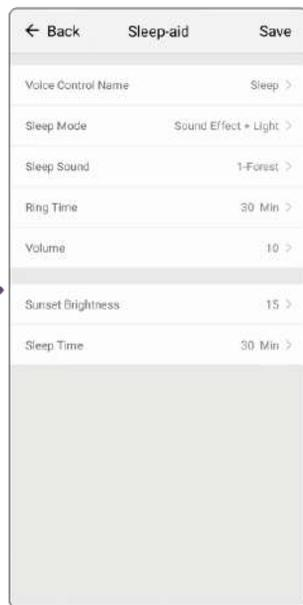 ← Back Sleep-aid Save
Voice Control Name Sleep >
Sleep Mode Sound Effect + Light >
Sleep Sound 1-Forest >
Ring Time 30 Min >
Volume 10 >
Sunset Brightness 15 >
Sleep Time 30 Min >